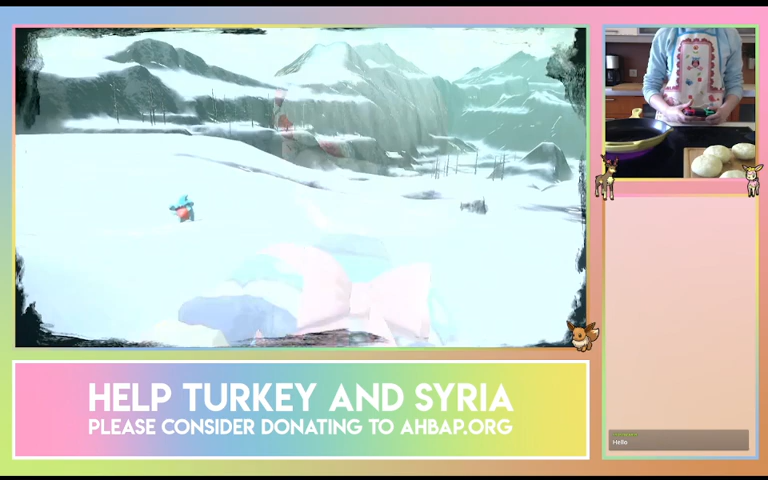 HELP TURKEY AND SYRIA
PLEASE CONSIDER DONATING TO AHBAP.ORG
Hello